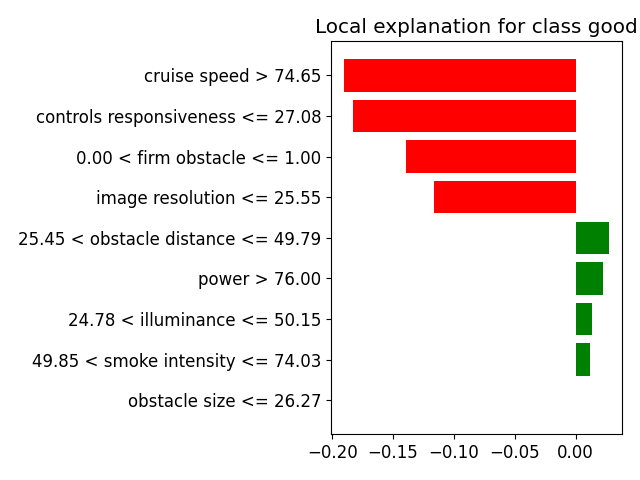 Local explanation for class good
cruise speed > 74.65
controls responsiveness <= 27.08
0.00 < firm obstacle <= 1.00
image resolution <= 25.55
25.45 < obstacle distance <= 49.79
power > 76.00
24.78 < illuminance <= 50.15
49.85 < smoke intensity <= 74.03
obstacle size <= 26.27
−0.20 −0.15 −0.10 −0.05 0.00